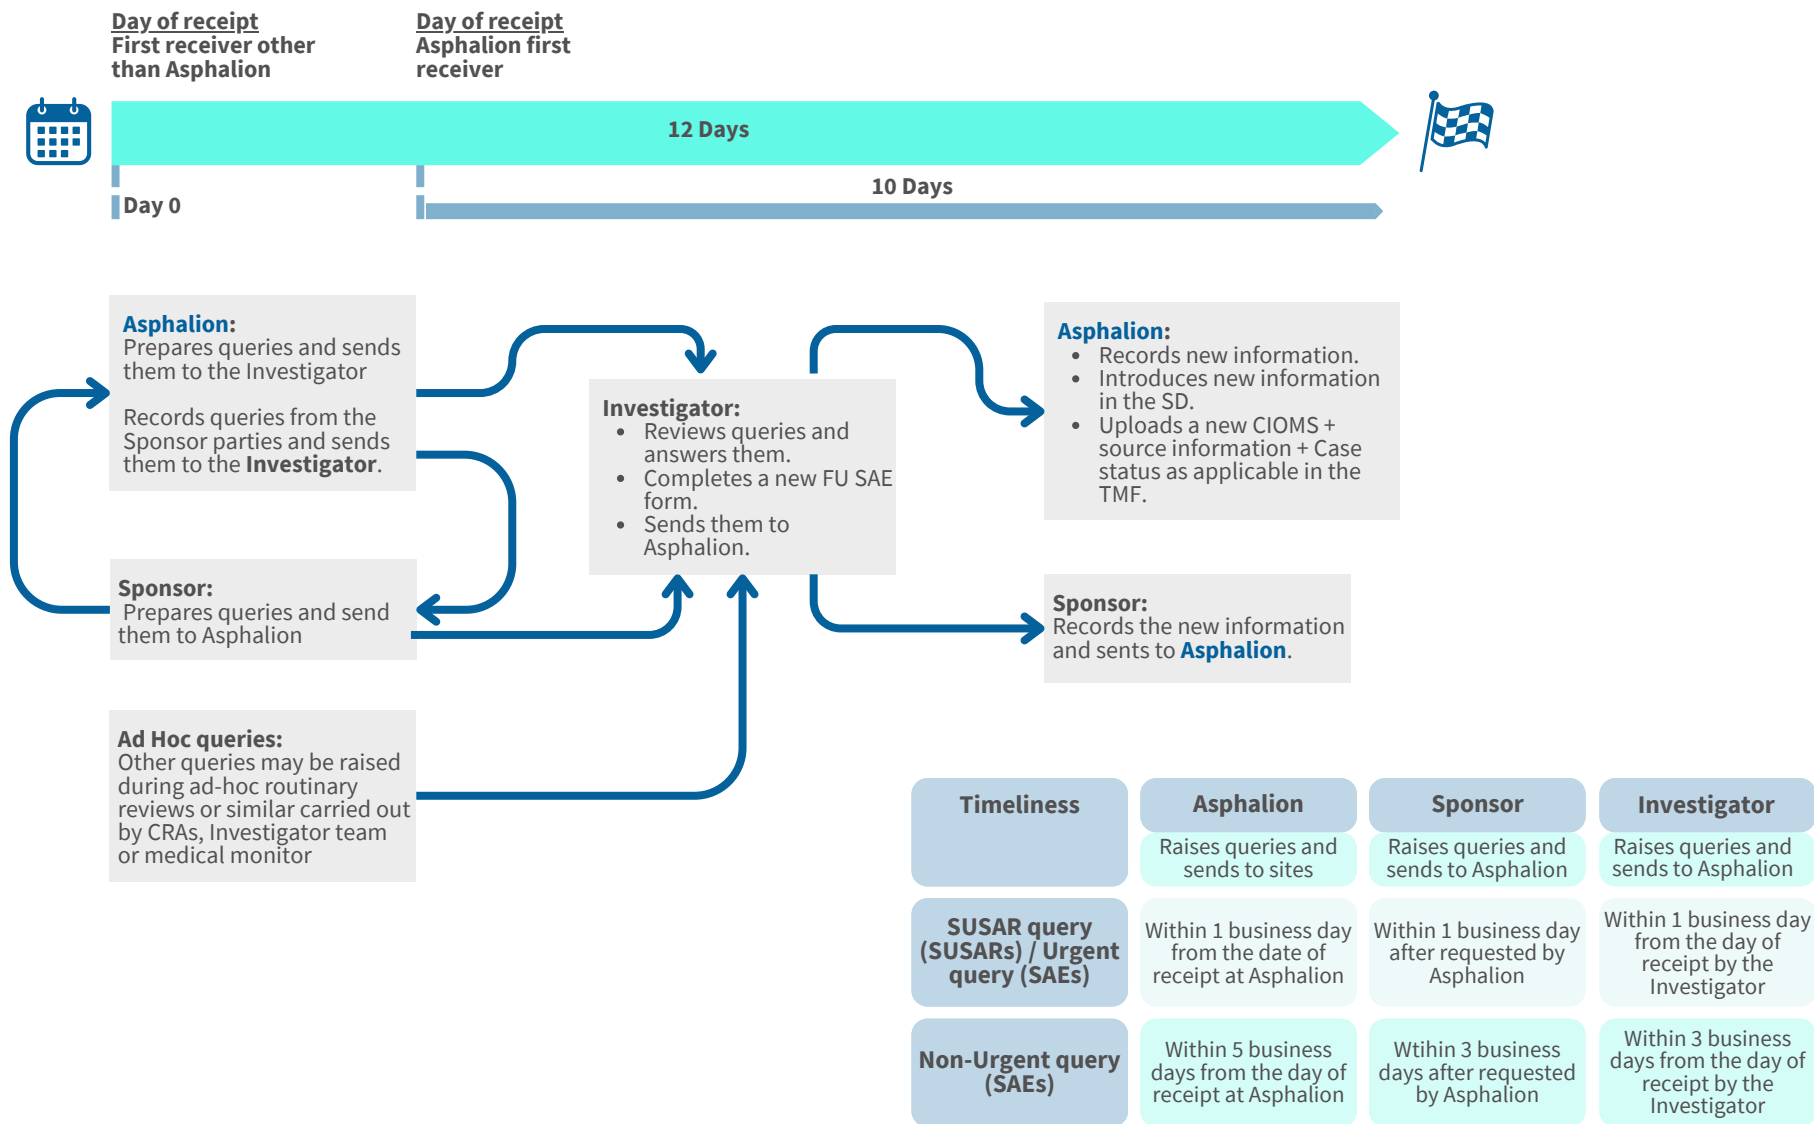 Day of receipt
First receiver other
than Asphalion
Day of receipt
Asphalion first
receiver
12 Days
10 Days
Day 0
Asphalion:
Prepares queries and sends
them to the Investigator
Records queries from the
Sponsor parties and sends
them to the Investigator.
Sponsor:
Prepares queries and send
them to Asphalion
Ad Hoc queries:
Other queries may be raised
during ad-hoc routinary
reviews or similar carried out
by CRAs, Investigator team
or medical monitor
Investigator:
• Reviews queries and
answers them.
• Completes a new FU SAE
form.
• Sends them to
Asphalion.
Asphalion:
• Records new information.
• Introduces new information
in the SD.
• Uploads a new CIOMS +
source information + Case
status as applicable in the
TMF.
Sponsor:
Records the new information
and sents to Asphalion.
Timeliness
Asphalion
Sponsor
Investigator
Raises queries and
sends to sites
Raises queries and
sends to Asphalion
Raises queries and
sends to Asphalion
SUSAR query
(SUSARs) / Urgent
query (SAEs)
Within 1 business day
from the date of
receipt at Asphalion
Within 1 business day
after requested by
Asphalion
Within 1 business day
from the day of
receipt by the
Investigator
Non-Urgent query
(SAEs)
Within 5 business
days from the day of
receipt at Asphalion
Wtihin 3 business
days after requested
by Asphalion
Within 3 business
days from the day of
receipt by the
Investigator